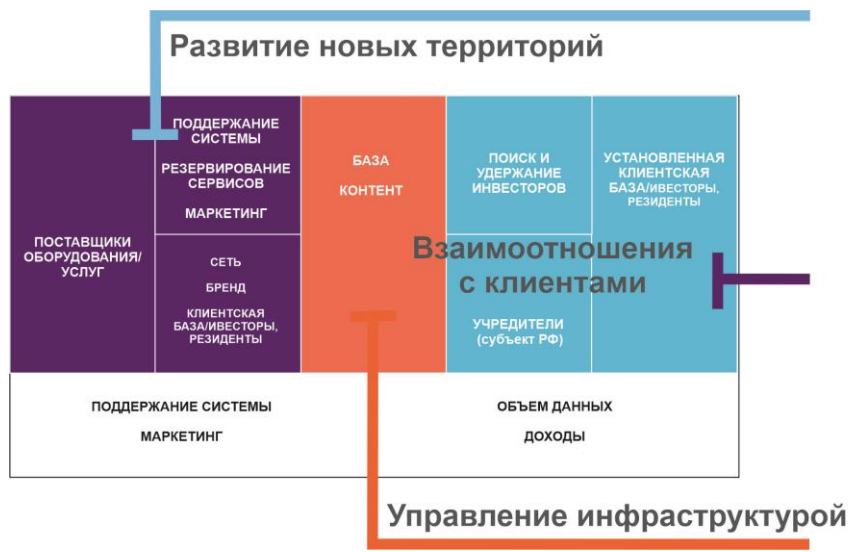 Развитие новых территорий
ПОСТАВЩИКИ
ОБОРУДОВАНИЯ/
УСЛУГ
ПОДДЕРЖАНИЕ
СИСТЕМЫ
РЕЗЕРВИРОВАНИЕ
СЕРВИСОВ
МАРКЕТИНГ
СЕТЬ
БРЕНД
КЛИЕНТСКАЯ
БАЗА/ИВЕСТОРЫ,
РЕЗИДЕНТЫ
БАЗА
КОНТЕНТ
ПОИСК И
УДЕРЖАНИЕ
ИНВЕСТОРОВ
УСТАНОВЛЕННАЯ
КЛИЕНТСКАЯ
БАЗА/ИВЕСТОРЫ,
РЕЗИДЕНТЫ
Взаимоотношения
с клиентами
УЧРЕДИТЕЛИ
(субъект РФ)
ПОДДЕРЖАНИЕ СИСТЕМЫ
МАРКЕТИНГ
ОБЪЕМ ДАННЫХ
ДОХОДЫ
Управление инфраструктурой